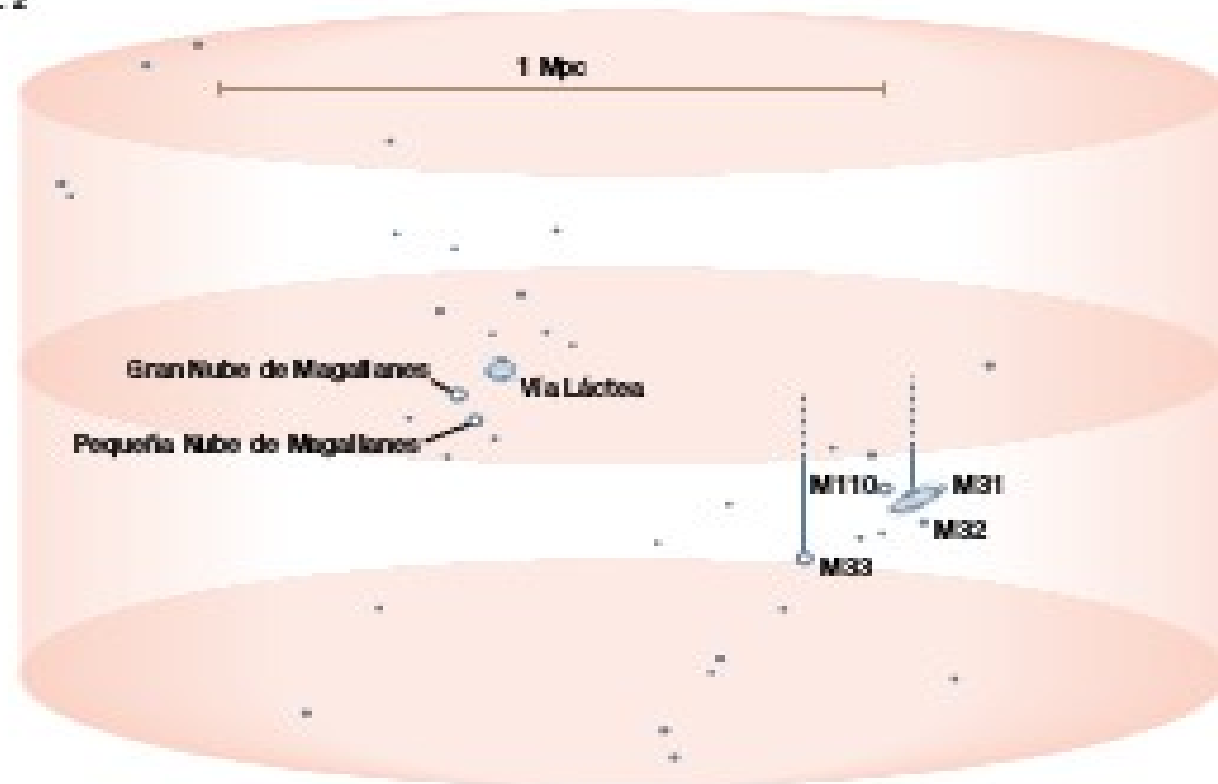 1 Mpc
Gran Nube de Magallanes
Vía Láctea
Pequeña Nube de Magallanes
M110
M31
M32
M33